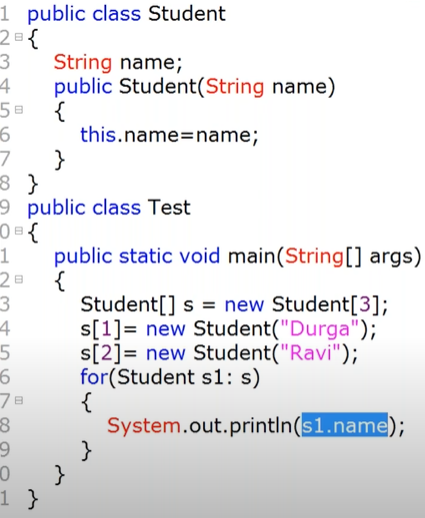 1 public class Student
2 {
3 String name;
4 public Student(String name)
5 {
6 this.name=name;
7 }
8 }
9 public class Test
0 {
1 public static void main(String[] args)
2 {
3 Student[] s = new Student[3];
4 s[1]= new Student("Durga");
5 s[2]= new Student("Ravi");
6 for(Student s1: s)
7 {
8 System.out.println(s1.name);
9 }
0 }
1 }